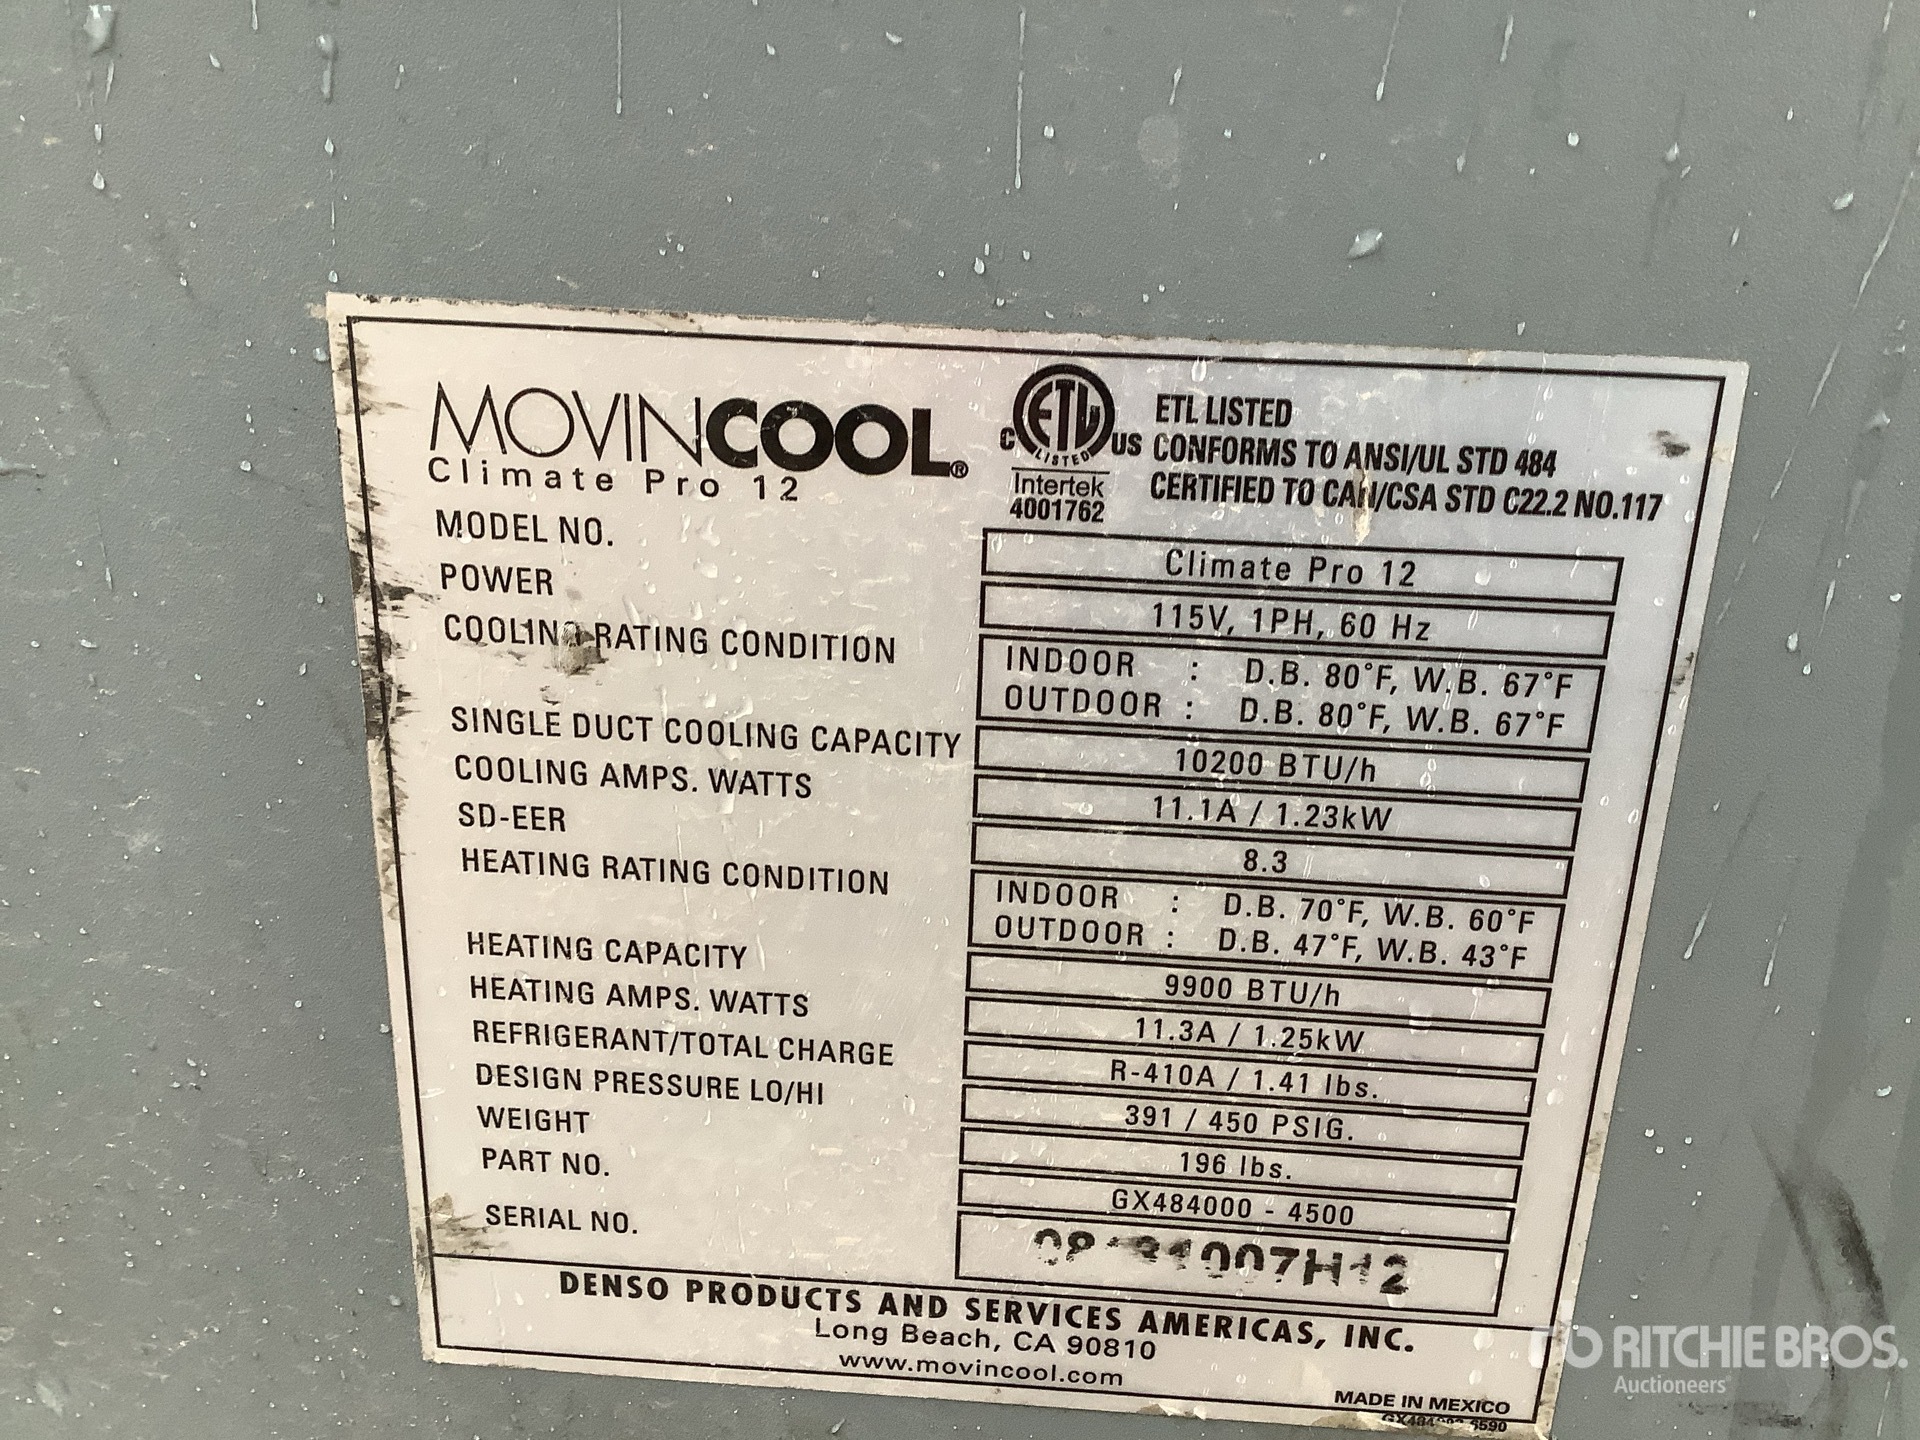 MOVINCOOL®
Climate Pro 12
C ETL US
LISTED
Intertek
4001762
ETL LISTED
CONFORMS TO ANSI/UL STD 484
CERTIFIED TO CAN/CSA STD C22.2 NO.117
MODEL NO. Climate Pro 12
POWER 115V, 1PH, 60 Hz
COOLING RATING CONDITION INDOOR : D.B. 80°F, W.B. 67°F
OUTDOOR : D.B. 80°F, W.B. 67°F
SINGLE DUCT COOLING CAPACITY 10200 BTU/h
COOLING AMPS. WATTS 11.1A / 1.23kW
SD-EER 8.3
HEATING RATING CONDITION INDOOR : D.B. 70°F, W.B. 60°F
OUTDOOR : D.B. 47°F, W.B. 43°F
HEATING CAPACITY 9900 BTU/h
HEATING AMPS. WATTS 11.3A / 1.25kW
REFRIGERANT/TOTAL CHARGE R-410A / 1.41 lbs.
DESIGN PRESSURE LO/HI 391 / 450 PSIG.
WEIGHT 196 lbs.
PART NO. GX484000 - 4500
SERIAL NO.
DENSO PRODUCTS AND SERVICES AMERICAS, INC.
Long Beach, CA 90810
www.movincool.com
MADE IN MEXICO
RITCHIE BROS.
Auctioneers